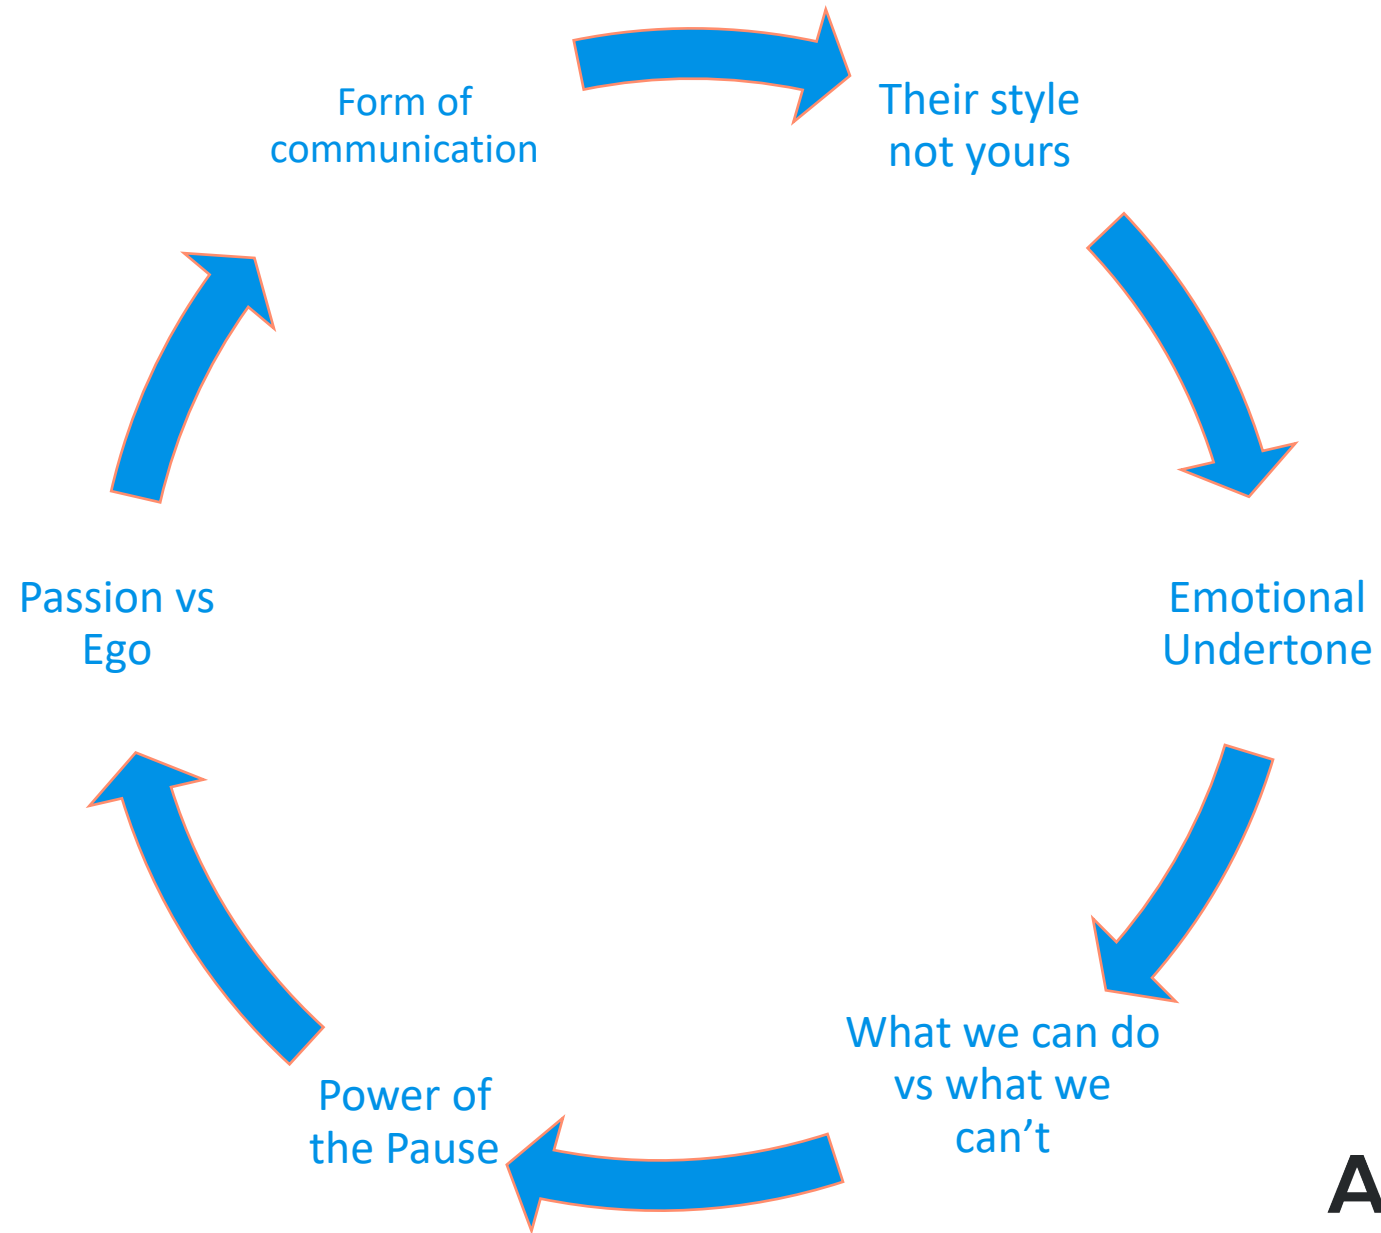 Form of
communication
Their style
not yours
Emotional
Undertone
What we can do
vs what we
can't
Power of
the Pause
Passion vs
Ego
A